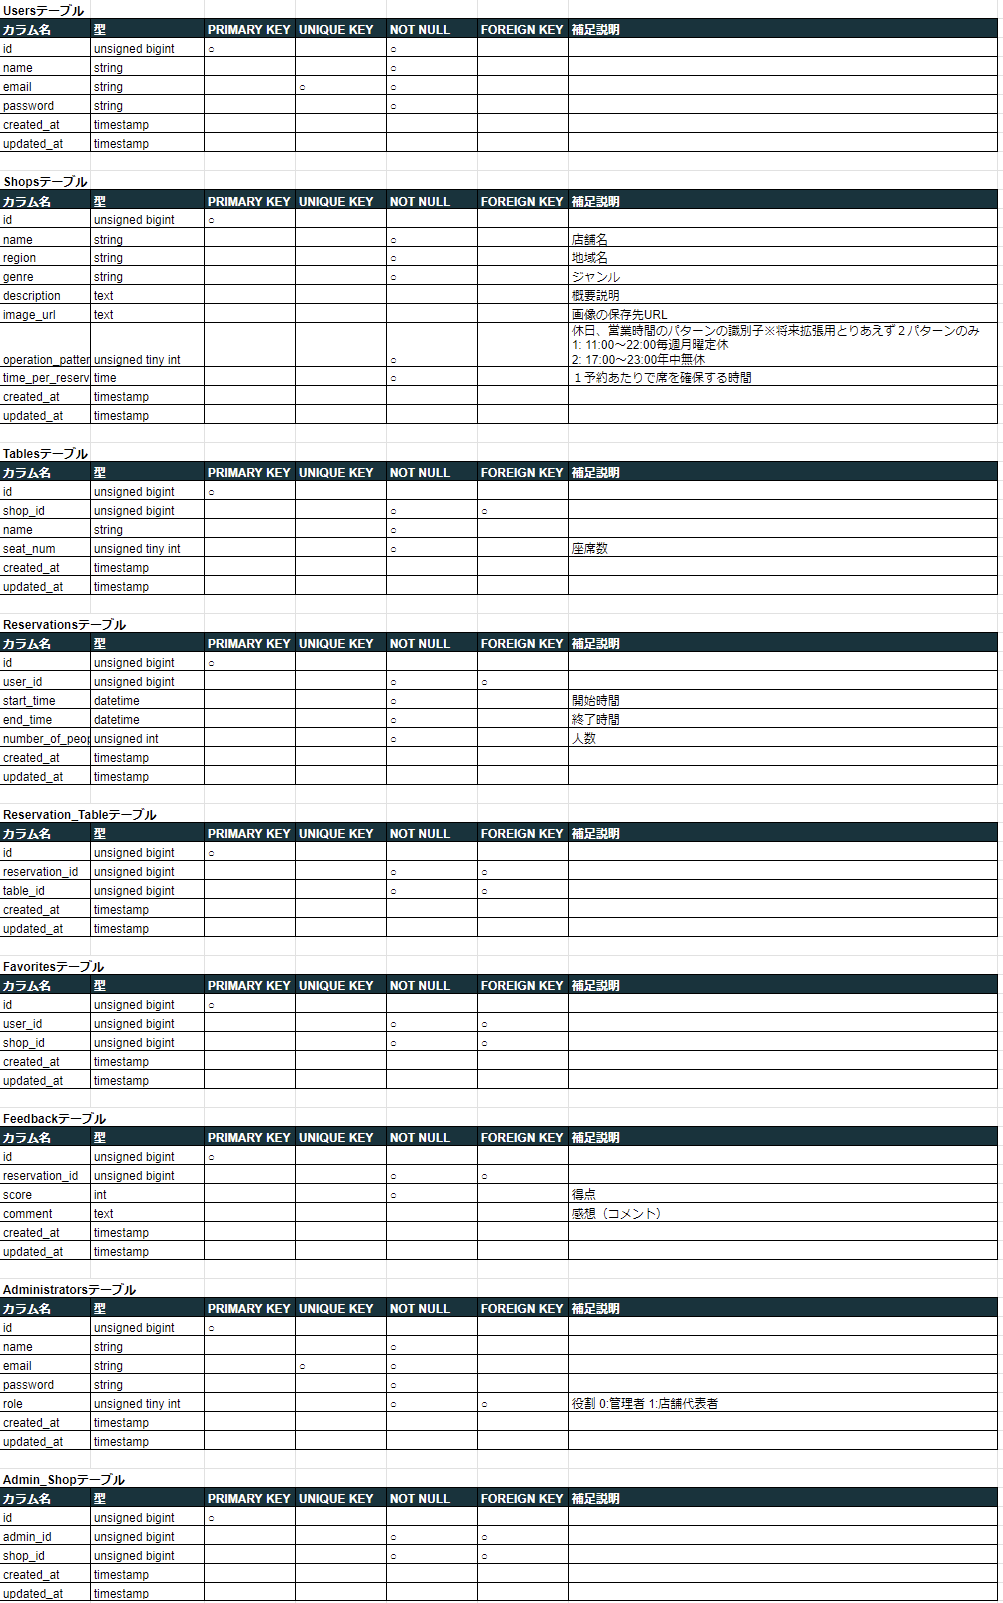 Usersテーブル
カラム名 型 PRIMARY KEY UNIQUE KEY NOT NULL FOREIGN KEY 補足説明
id unsigned bigint ○ ○
name string ○
email string ○ ○
password string ○
created_at timestamp
updated_at timestamp
Shopsテーブル
カラム名 型 PRIMARY KEY UNIQUE KEY NOT NULL FOREIGN KEY 補足説明
id unsigned bigint ○
name string ○ 店舗名
region string ○ 地域名
genre string ○ ジャンル
description text 概要説明
image_url text 画像の保存先URL
休日、営業時間のパターンの識別子※将来拡張用とりあえず２パターンのみ
1: 11:00～22:00毎週月曜定休
operation_patter unsigned tiny int ○ 2: 17:00～23:00年中無休
time_per_reserv time ○ １予約あたりで席を確保する時間
created_at timestamp
updated_at timestamp
Tablesテーブル
カラム名 型 PRIMARY KEY UNIQUE KEY NOT NULL FOREIGN KEY 補足説明
id unsigned bigint ○
shop_id unsigned bigint ○ ○
name string ○
seat_num unsigned tiny int ○ 座席数
created_at timestamp
updated_at timestamp
Reservationsテーブル
カラム名 型 PRIMARY KEY UNIQUE KEY NOT NULL FOREIGN KEY 補足説明
id unsigned bigint ○
user_id unsigned bigint ○ ○
start_time datetime ○ 開始時間
end_time datetime ○ 終了時間
number_of_peop unsigned int ○ 人数
created_at timestamp
updated_at timestamp
Reservation_Tableテーブル
カラム名 型 PRIMARY KEY UNIQUE KEY NOT NULL FOREIGN KEY 補足説明
id unsigned bigint ○
reservation_id unsigned bigint ○ ○
table_id unsigned bigint ○ ○
created_at timestamp
updated_at timestamp
Favoritesテーブル
カラム名 型 PRIMARY KEY UNIQUE KEY NOT NULL FOREIGN KEY 補足説明
id unsigned bigint ○
user_id unsigned bigint ○ ○
shop_id unsigned bigint ○ ○
created_at timestamp
updated_at timestamp
Feedbackテーブル
カラム名 型 PRIMARY KEY UNIQUE KEY NOT NULL FOREIGN KEY 補足説明
id unsigned bigint ○
reservation_id unsigned bigint ○ ○
score int ○ 得点
comment text 感想（コメント）
created_at timestamp
updated_at timestamp
Administratorsテーブル
カラム名 型 PRIMARY KEY UNIQUE KEY NOT NULL FOREIGN KEY 補足説明
id unsigned bigint ○
name string ○
email string ○ ○
password string ○
role unsigned tiny int ○ ○ 役割 0:管理者 1:店舗代表者
created_at timestamp
updated_at timestamp
Admin_Shopテーブル
カラム名 型 PRIMARY KEY UNIQUE KEY NOT NULL FOREIGN KEY 補足説明
id unsigned bigint ○
admin_id unsigned bigint ○ ○
shop_id unsigned bigint ○ ○
created_at timestamp
updated_at timestamp